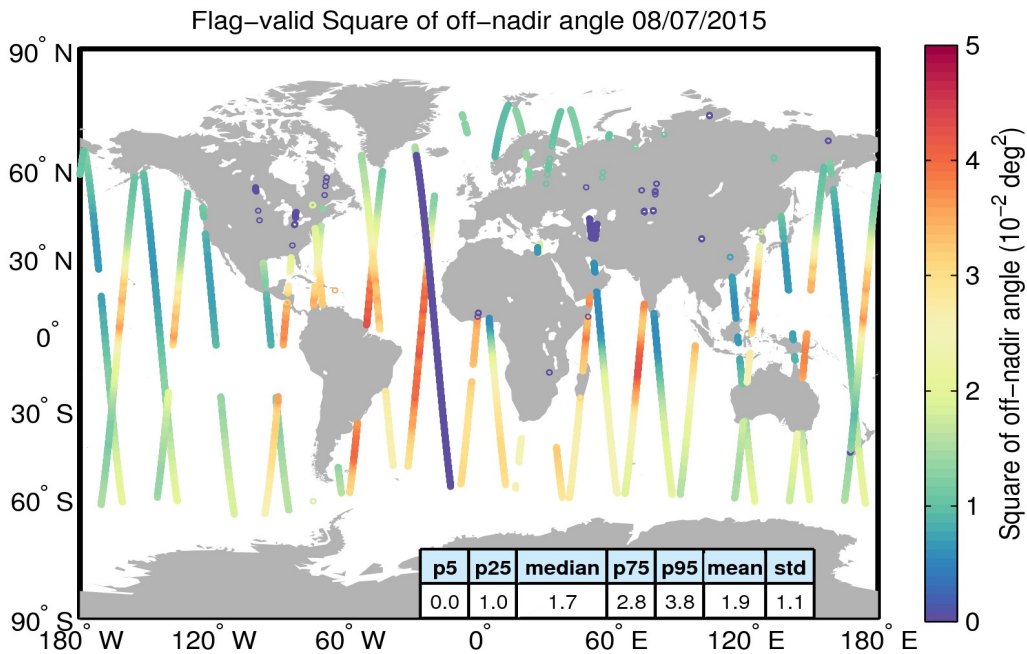 Flag−valid Square of off−nadir angle 08/07/2015
90° N
60° N
30° N
0°
30° S
60° S
90° S
180° W
120° W
60° W
0°
60° E
120° E
180° E
p5 p25 median p75 p95 mean std
0.0 1.0 1.7 2.8 3.8 1.9 1.1
5
4
3
2
1
0
Square of off−nadir angle (10⁻² deg²)